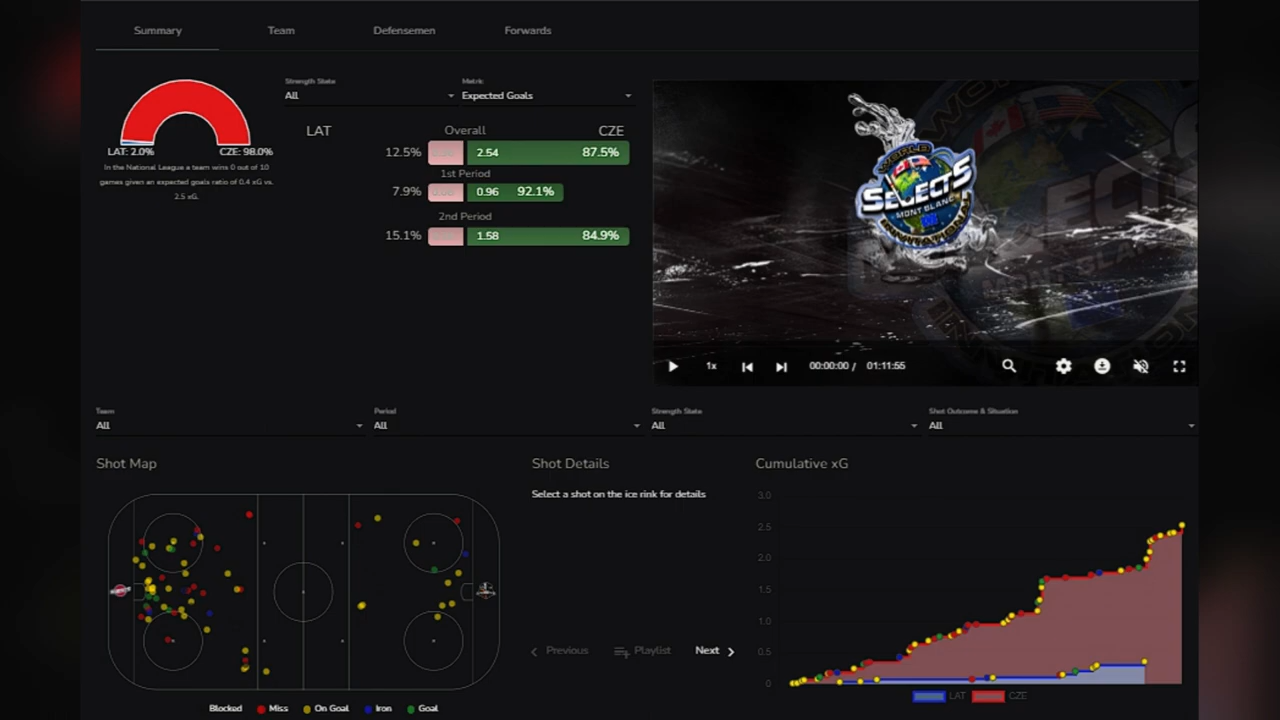 Summary
Team
Defensemen
Forwards
Strength State
All
Metric
Expected Goals
LAT: 2.0%
CZE: 98.0%
In the National League a team wins 0 out of 10
games given an expected goals ratio of 0.4 xG vs.
2.5 xG.
LAT
Overall
CZE
12.5%
2.54
87.5%
1st Period
7.9%
0.96
92.1%
2nd Period
15.1%
1.58
84.9%
WORLD
SELECTS
MONT BLANC
INVITATIONAL
1x
00:00:00 /
01:11:55
Team
All
Period
All
Strength State
All
Shot Outcome & Situation
All
Shot Map
Shot Details
Select a shot on the ice rink for details
Previous
Playlist
Next
Cumulative xG
3.0
2.5
2.0
1.5
1.0
0.5
0
LAT
CZE
Blocked
Miss
On Goal
Iron
Goal